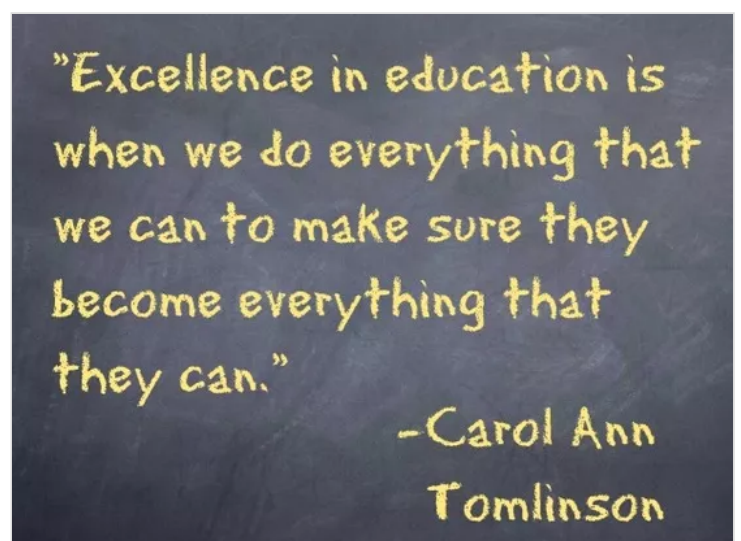 "Excellence in education is
when we do everything that
we can to make sure they
become everything that
they can."
-Carol Ann
Tomlinson